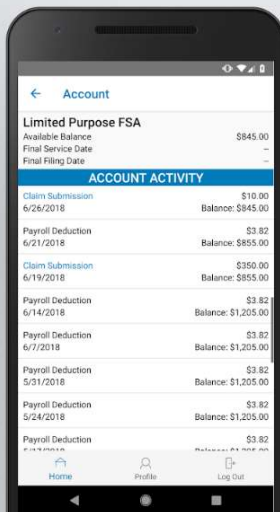 Account
Limited Purpose FSA
Available Balance $845.00
Final Service Date --
Final Filing Date --
ACCOUNT ACTIVITY
Claim Submission $10.00
6/26/2018 Balance: $845.00
Payroll Deduction $3.82
6/21/2018 Balance: $855.00
Claim Submission $350.00
6/19/2018 Balance: $855.00
Payroll Deduction $3.82
6/14/2018 Balance: $1,205.00
Payroll Deduction $3.82
6/7/2018 Balance: $1,205.00
Payroll Deduction $3.82
5/31/2018 Balance: $1,205.00
Payroll Deduction $3.82
5/24/2018 Balance: $1,205.00
Payroll Deduction $3.82
Home Profile Log Out